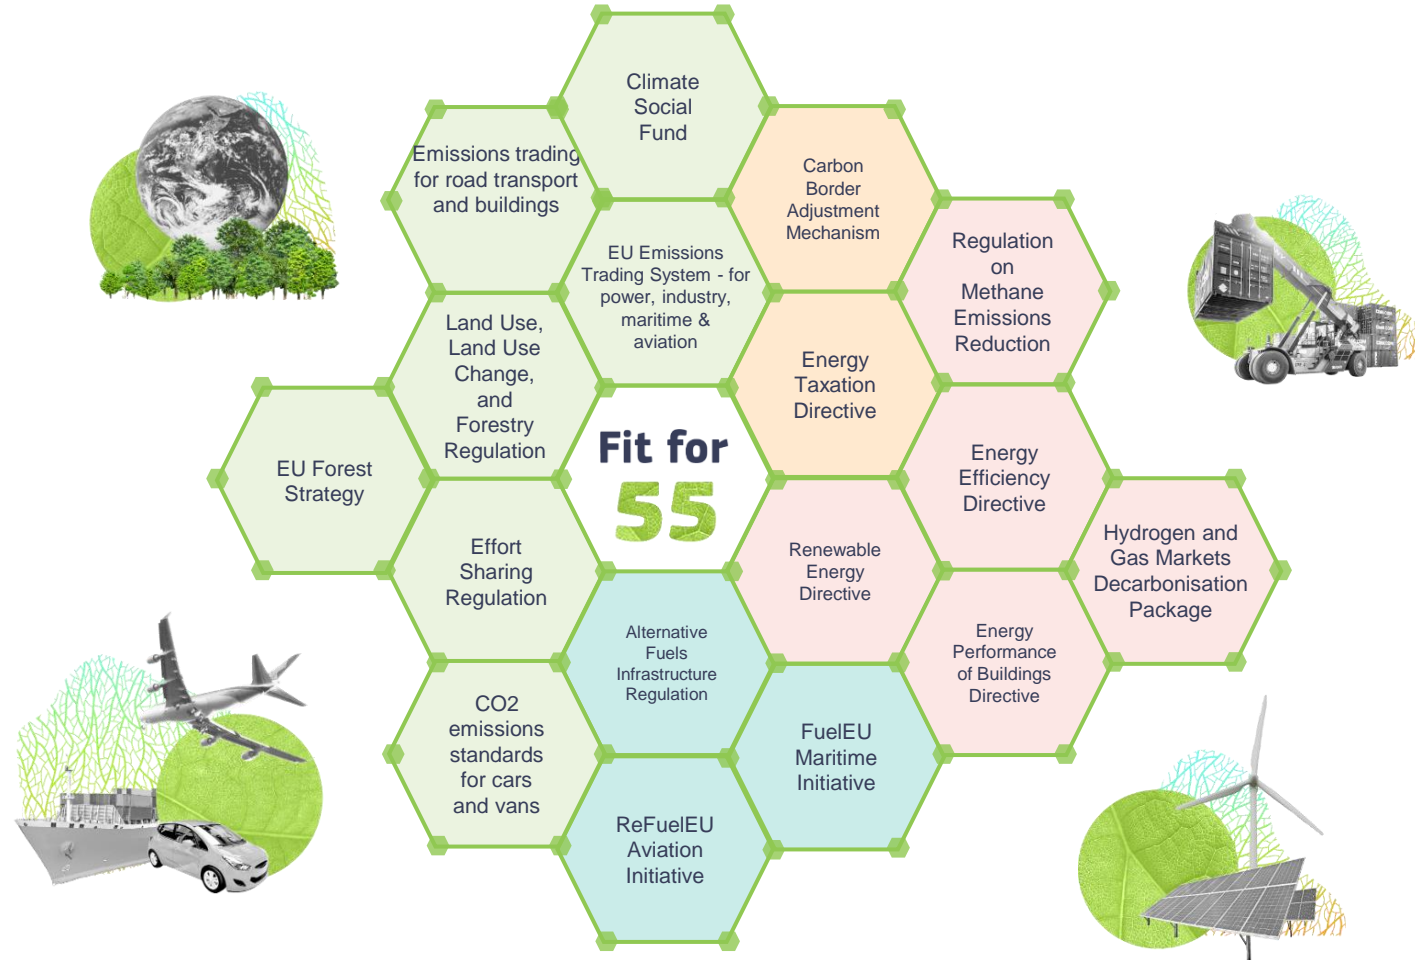 Climate
Social
Fund
Emissions trading
for road transport
and buildings
Carbon
Border
Adjustment
Mechanism
EU Emissions
Trading System - for
power, industry,
maritime &
aviation
Regulation
on
Methane
Emissions
Reduction
Land Use,
Land Use
Change,
and
Forestry
Regulation
Energy
Taxation
Directive
EU Forest
Strategy
Fit for
55
Energy
Efficiency
Directive
Effort
Sharing
Regulation
Renewable
Energy
Directive
Hydrogen and
Gas Markets
Decarbonisation
Package
Alternative
Fuels
Infrastructure
Regulation
Energy
Performance
of Buildings
Directive
CO2
emissions
standards
for cars
and vans
FuelEU
Maritime
Initiative
ReFuelEU
Aviation
Initiative